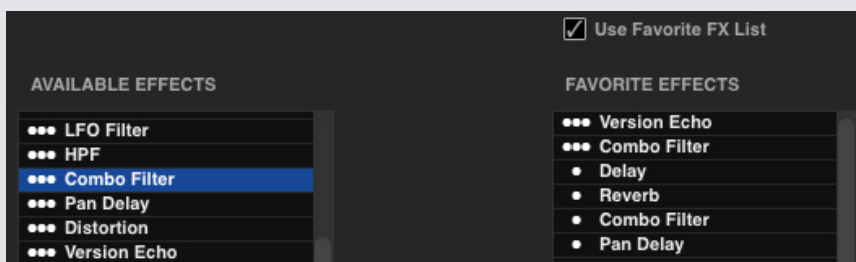 Use Favorite FX List
AVAILABLE EFFECTS
LFO Filter
HPF
Combo Filter
Pan Delay
Distortion
Version Echo
FAVORITE EFFECTS
Version Echo
Combo Filter
Delay
Reverb
Combo Filter
Pan Delay